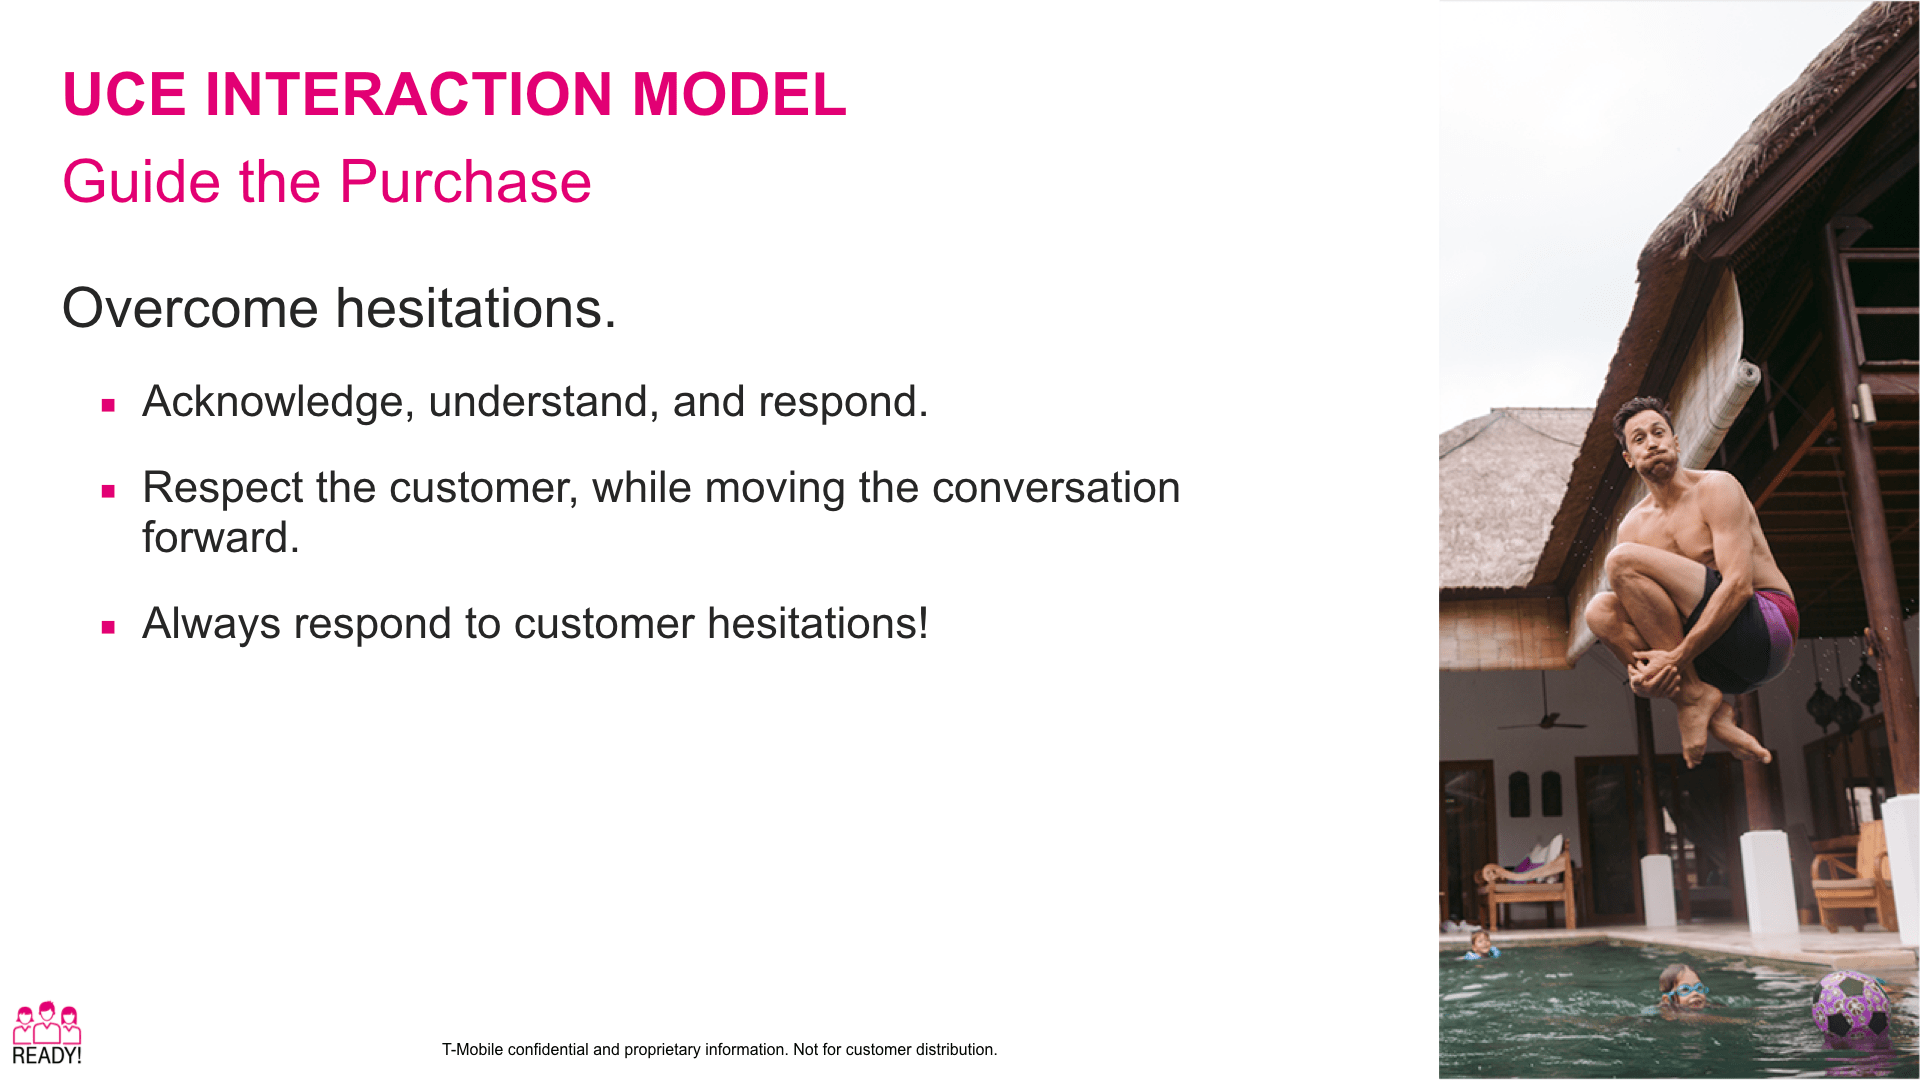 UCE INTERACTION MODEL
Guide the Purchase
Overcome hesitations.
Acknowledge, understand, and respond.
Respect the customer, while moving the conversation
forward.
Always respond to customer hesitations!
READY!
T-Mobile confidential and proprietary information. Not for customer distribution.